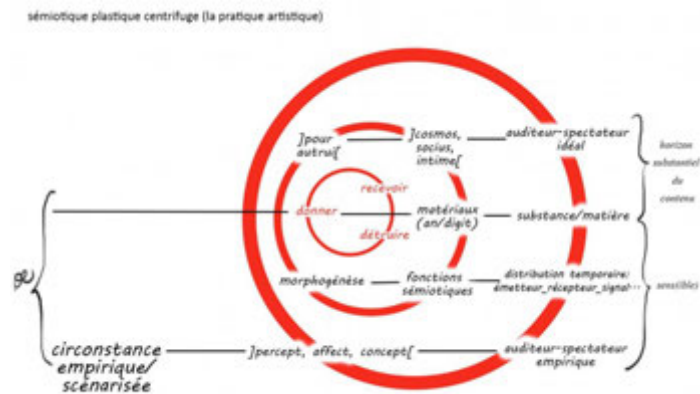 sémiotique plastique centrifuge (la pratique artistique)
]pour
autrui[
]cosmos,
socius,
intime[
auditeur-spectateur
idéal
horizon
substantiel
du
contenu
recevoir
donner
matériaux
(an/digit)
substance/matière
détruire
morphogénèse
fonctions
sémiotiques
distribution temporaire:
émetteur_récepteur_signal...
sensibles
circonstance
empirique/
scénarisée
]percept, affect, concept[
auditeur-spectateur
empirique